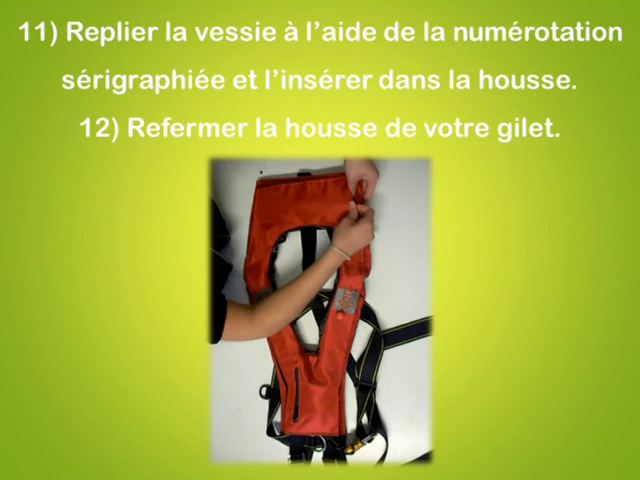 11) Replier la vessie à l’aide de la numérotation
sérigraphiée et l’insérer dans la housse.
12) Refermer la housse de votre gilet.